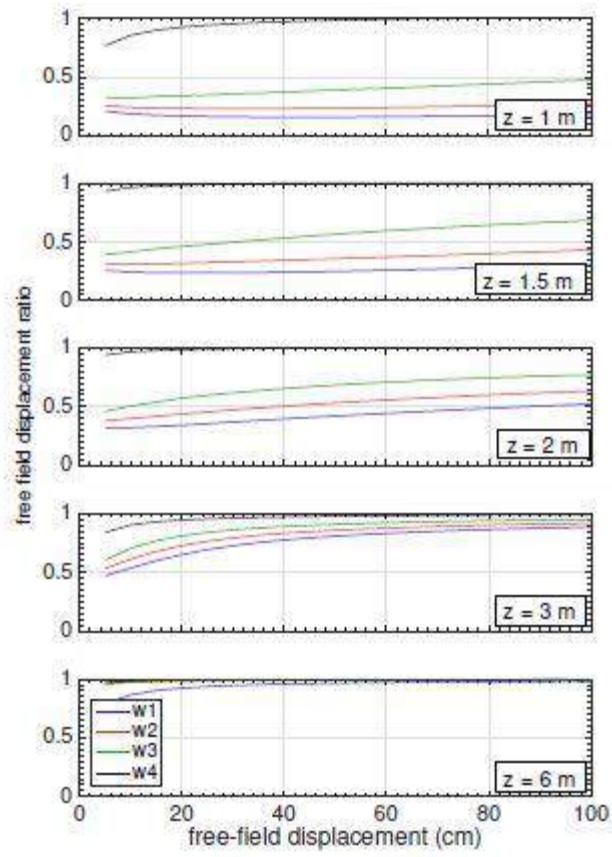 1
0.5
0
z = 1 m
1
0.5
0
z = 1.5 m
free field displacement ratio
1
0.5
0
z = 2 m
1
0.5
0
z = 3 m
1
0.5
0
w1
w2
w3
w4
z = 6 m
0 20 40 60 80 100
free-field displacement (cm)